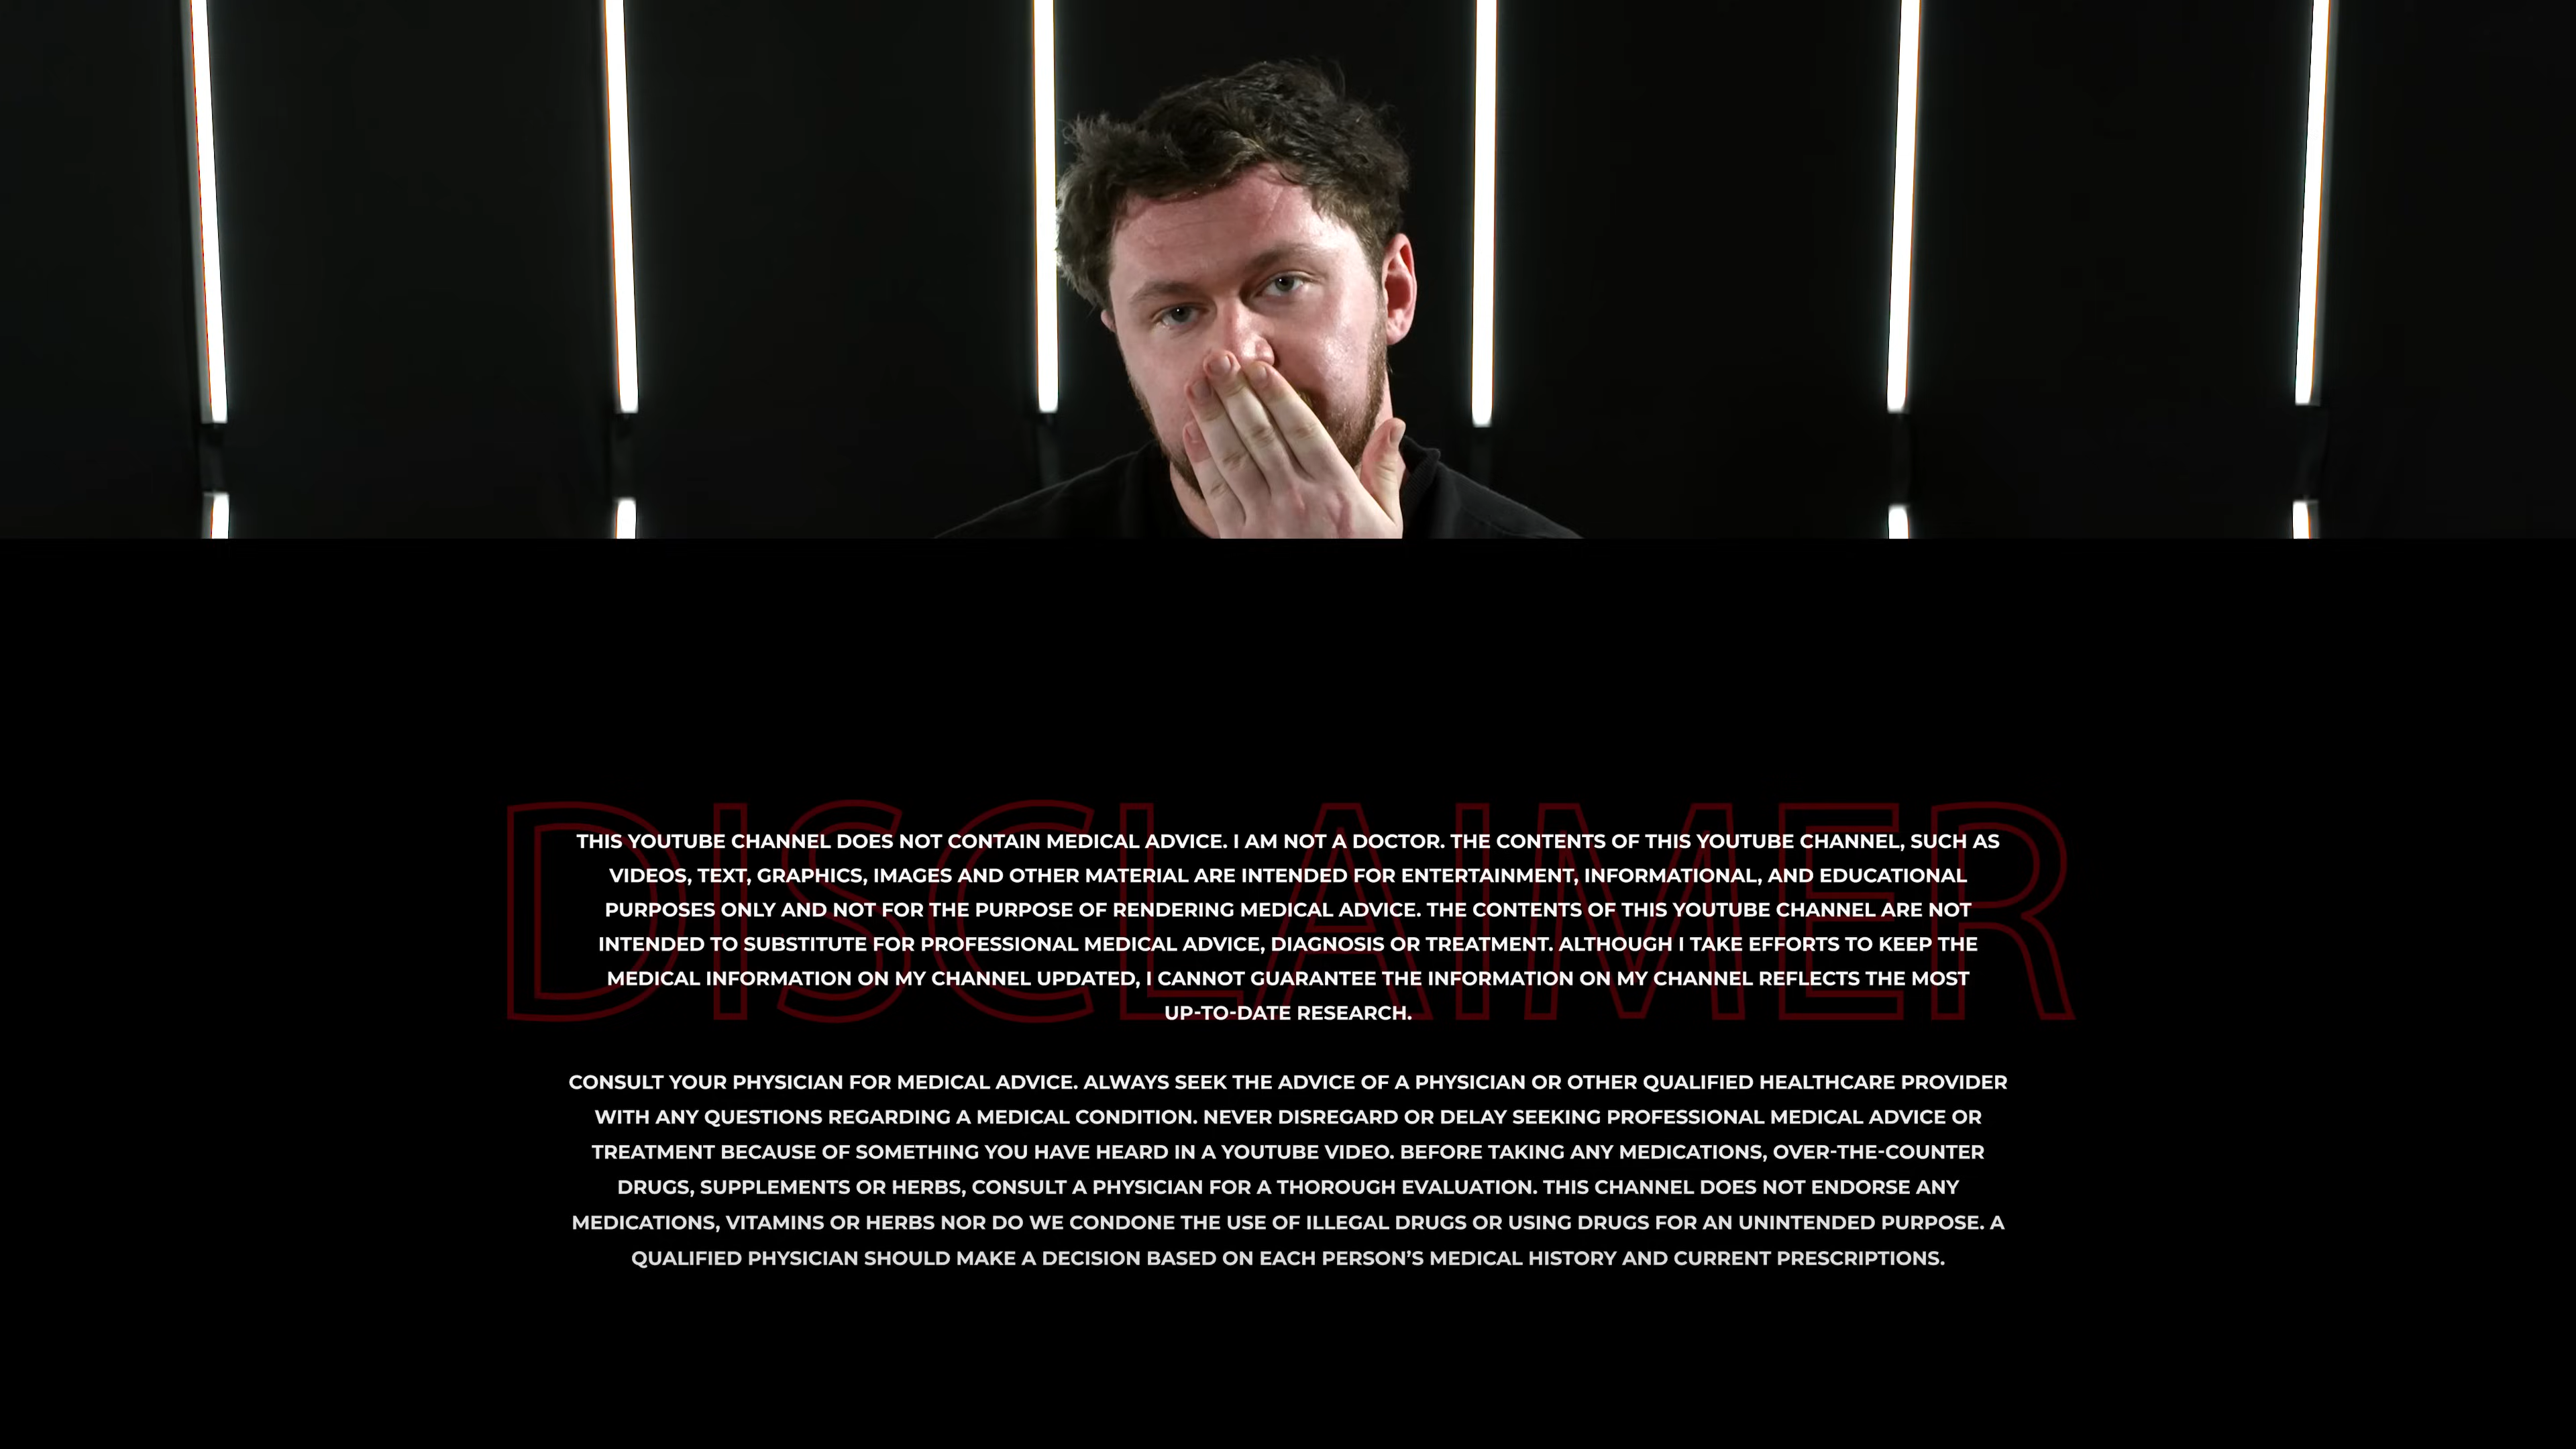 DISCLAIMER
THIS YOUTUBE CHANNEL DOES NOT CONTAIN MEDICAL ADVICE. I AM NOT A DOCTOR. THE CONTENTS OF THIS YOUTUBE CHANNEL, SUCH AS
VIDEOS, TEXT, GRAPHICS, IMAGES AND OTHER MATERIAL ARE INTENDED FOR ENTERTAINMENT, INFORMATIONAL, AND EDUCATIONAL
PURPOSES ONLY AND NOT FOR THE PURPOSE OF RENDERING MEDICAL ADVICE. THE CONTENTS OF THIS YOUTUBE CHANNEL ARE NOT
INTENDED TO SUBSTITUTE FOR PROFESSIONAL MEDICAL ADVICE, DIAGNOSIS OR TREATMENT. ALTHOUGH I TAKE EFFORTS TO KEEP THE
MEDICAL INFORMATION ON MY CHANNEL UPDATED, I CANNOT GUARANTEE THE INFORMATION ON MY CHANNEL REFLECTS THE MOST
UP-TO-DATE RESEARCH.
CONSULT YOUR PHYSICIAN FOR MEDICAL ADVICE. ALWAYS SEEK THE ADVICE OF A PHYSICIAN OR OTHER QUALIFIED HEALTHCARE PROVIDER
WITH ANY QUESTIONS REGARDING A MEDICAL CONDITION. NEVER DISREGARD OR DELAY SEEKING PROFESSIONAL MEDICAL ADVICE OR
TREATMENT BECAUSE OF SOMETHING YOU HAVE HEARD IN A YOUTUBE VIDEO. BEFORE TAKING ANY MEDICATIONS, OVER-THE-COUNTER
DRUGS, SUPPLEMENTS OR HERBS, CONSULT A PHYSICIAN FOR A THOROUGH EVALUATION. THIS CHANNEL DOES NOT ENDORSE ANY
MEDICATIONS, VITAMINS OR HERBS NOR DO WE CONDONE THE USE OF ILLEGAL DRUGS OR USING DRUGS FOR AN UNINTENDED PURPOSE. A
QUALIFIED PHYSICIAN SHOULD MAKE A DECISION BASED ON EACH PERSON’S MEDICAL HISTORY AND CURRENT PRESCRIPTIONS.